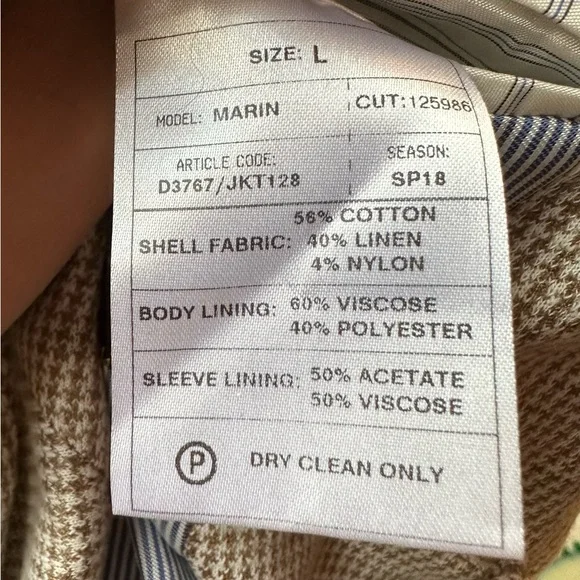 SIZE: L
MODEL: MARIN CUT:125986
ARTICLE CODE: SEASON:
D3767/JKT128 SP18
56% COTTON
SHELL FABRIC: 40% LINEN
4% NYLON
BODY LINING: 60% VISCOSE
40% POLYESTER
SLEEVE LINING: 50% ACETATE
50% VISCOSE
P DRY CLEAN ONLY